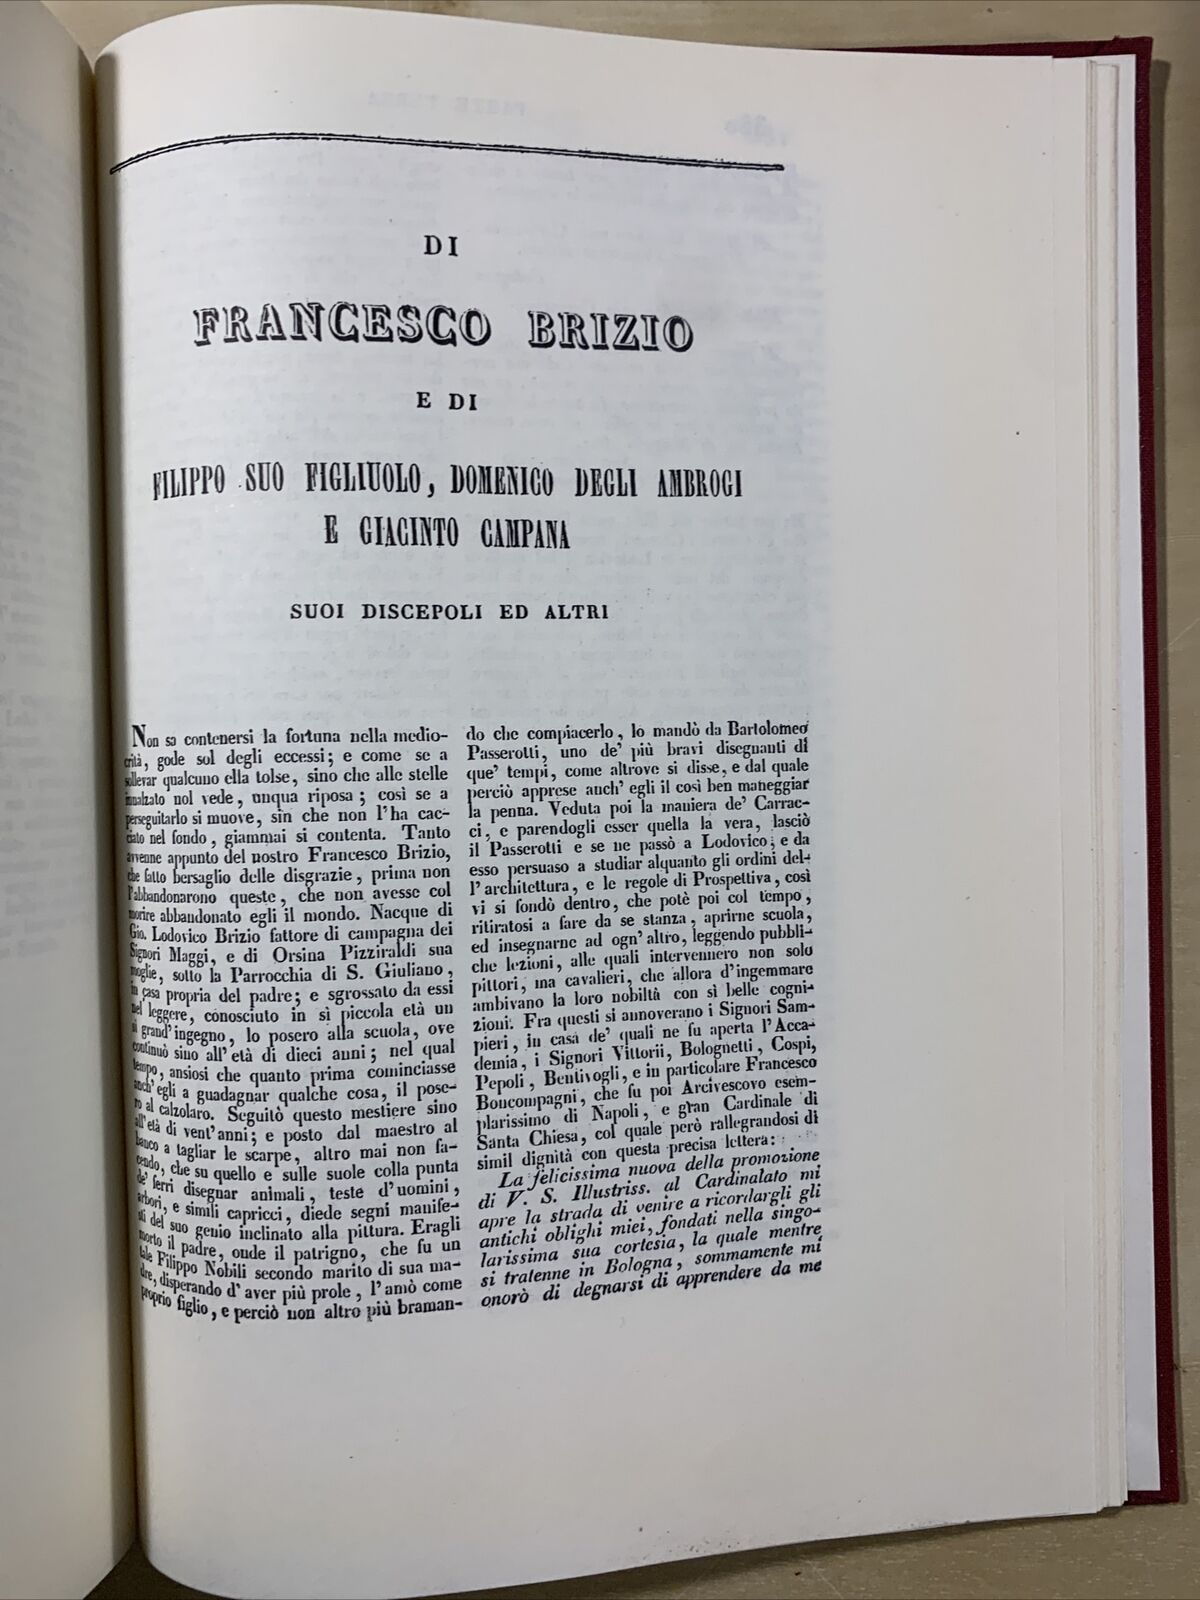 DI
FRANCESCO BRIZIO
E DI
FILIPPO SUO FIGLIUOLO, DOMENICO DEGLI AMBROGI
E GIACINTO CAMPANA
SUOI DISCEPOLI ED ALTRI
Non sa contenersi la fortuna nella medio-
crità, gode sol degli eccessi; e come se a
sollevar qualcuno ella tolse, sino che alle stelle
innalzato nol vede, unqua riposa; così se a
perseguitarlo si muove, sin che non l'ha cac-
ciato nel fondo, giammai si contenta. Tanto
avvenne appunto del nostro Francesco Brizio,
che fatto bersaglio delle disgrazie, prima non
l'abbandonarono queste, che non avesse col
morire abbandonato egli il mondo. Nacque di
Gio. Lodovico Brizio fattore di campagna dei
Signori Maggi, e di Orsina Pizziraldi sua
moglie, sotto la Parrocchia di S. Giuliano,
in casa propria del padre; e sgrossato da essi
nel leggere, conosciuto in sì piccola età un
sì grand'ingegno, lo posero alla scuola, ove
continuò sino all'età di dieci anni; nel qual
tempo, ansiosi che quanto prima cominciasse
anch'egli a guadagnar qualche cosa, il pose-
ro al calzolaro. Seguitò questo mestiere sino
all'età di vent'anni; e posto dal maestro al
banco a tagliar le scarpe, altro mai non fa-
cendo, che su quello e sulle suole colla punta
de' ferri disegnar animali, teste d'uomini,
arbori, e simili capricci, diede segni manife-
sti del suo genio inclinato alla pittura. Eragli
morto il padre, onde il patrigno, che fu un
tale Filippo Nobili secondo marito di sua ma-
dre, disperando d'aver più prole, l'amò come
proprio figlio, e perciò non altro più braman-
do che compiacerlo, lo mandò da Bartolomeo
Passerotti, uno de' più bravi disegnanti di
que' tempi, come altrove si disse, e dal quale
perciò apprese anch'egli il così ben maneggiar
la penna. Veduta poi la maniera de' Carrac-
ci, e parendogli esser quella la vera, lasciò
il Passerotti e se ne passò a Lodovico; e da
esso persuaso a studiar alquanto gli ordini del-
l'architettura, e le regole di Prospettiva, così
vi si fondò dentro, che potè poi col tempo,
ritiratosi a fare da se stanza, aprirne scuola,
ed insegnarne ad ogn'altro, leggendo pubbli-
che lezioni, alle quali intervennero non solo
pittori, ma cavalieri, che allora d'ingemmare
ambivano la loro nobiltà con sì belle cogni-
zioni. Fra questi si annoverano i Signori Sam-
pieri, in casa de' quali ne fu aperta l'Acca-
demia, i Signori Vittorii, Bolognetti, Cospi,
Pepoli, Bentivogli, e in particolare Francesco
Boncompagni, che fu poi Arcivescovo esem-
plarissimo di Napoli, e gran Cardinale di
Santa Chiesa, col quale però rallegrandosi di
simil dignità con questa precisa lettera:
La felicissima nuova della promozione
di V. S. Illustriss. al Cardinalato mi
apre la strada di venire a ricordargli gli
antichi oblighi miei, fondati nella singo-
larissima sua cortesia, la quale mentre
si tratenne in Bologna, sommamente mi
onorò di degnarsi di apprendere da me